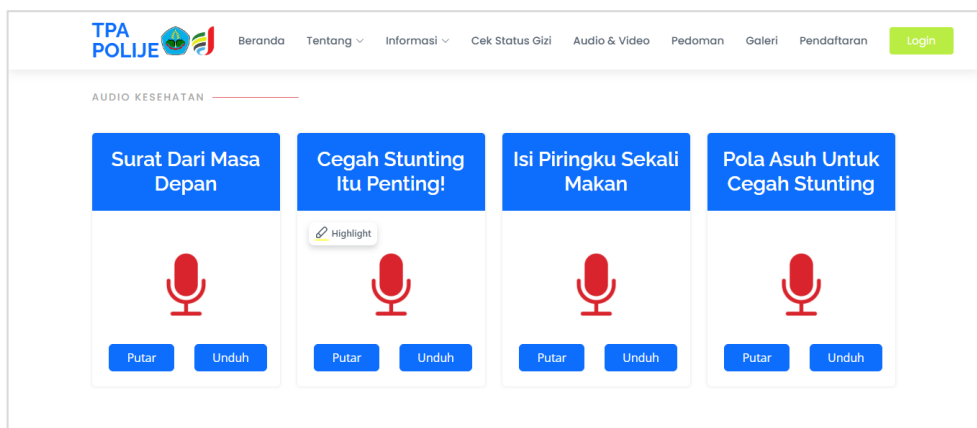 TPA
POLIJE
Beranda Tentang Informasi Cek Status Gizi Audio & Video Pedoman Galeri Pendaftaran Login
AUDIO KESEHATAN
Surat Dari Masa
Depan
Cegah Stunting
Itu Penting!
Isi Piringku Sekali
Makan
Pola Asuh Untuk
Cegah Stunting
Highlight
Putar Unduh Putar Unduh Putar Unduh Putar Unduh